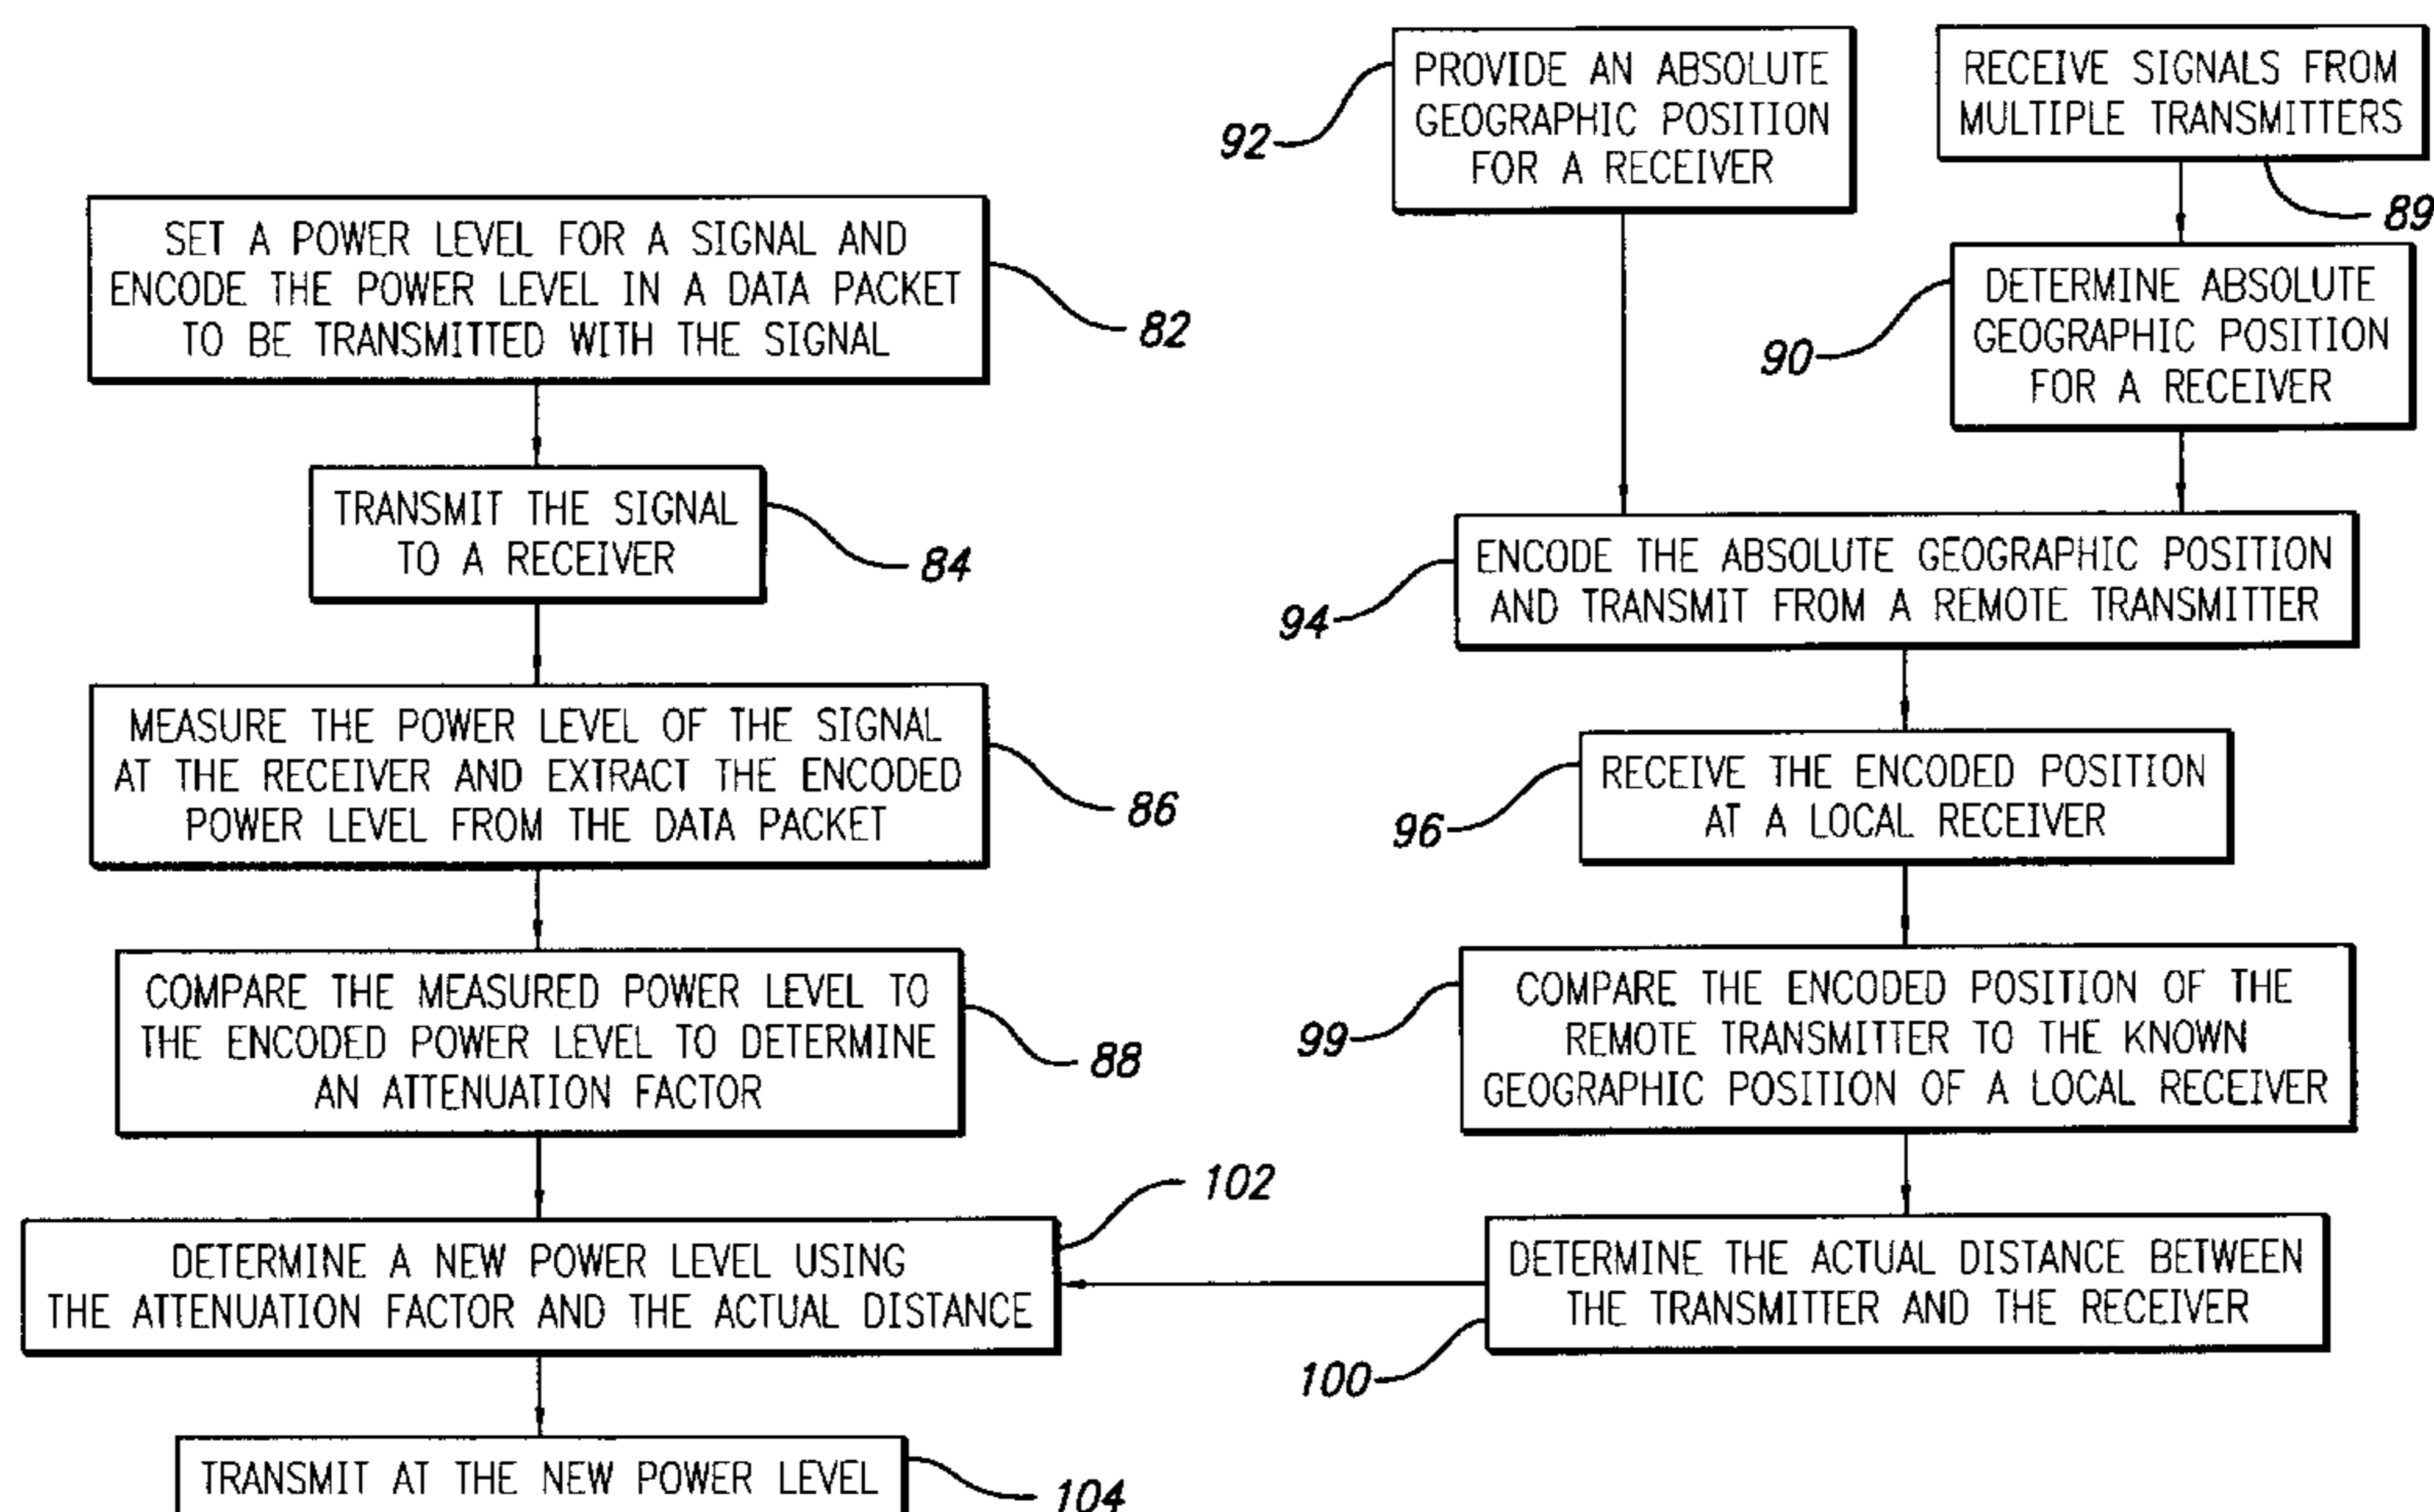 SET A POWER LEVEL FOR A SIGNAL AND
ENCODE THE POWER LEVEL IN A DATA PACKET
TO BE TRANSMITTED WITH THE SIGNAL
82
TRANSMIT THE SIGNAL
TO A RECEIVER
84
MEASURE THE POWER LEVEL OF THE SIGNAL
AT THE RECEIVER AND EXTRACT THE ENCODED
POWER LEVEL FROM THE DATA PACKET
86
COMPARE THE MEASURED POWER LEVEL TO
THE ENCODED POWER LEVEL TO DETERMINE
AN ATTENUATION FACTOR
88
PROVIDE AN ABSOLUTE
GEOGRAPHIC POSITION
FOR A RECEIVER
92
RECEIVE SIGNALS FROM
MULTIPLE TRANSMITTERS
89
DETERMINE ABSOLUTE
GEOGRAPHIC POSITION
FOR A RECEIVER
90
ENCODE THE ABSOLUTE GEOGRAPHIC POSITION
AND TRANSMIT FROM A REMOTE TRANSMITTER
94
RECEIVE THE ENCODED POSITION
AT A LOCAL RECEIVER
96
COMPARE THE ENCODED POSITION OF THE
REMOTE TRANSMITTER TO THE KNOWN
GEOGRAPHIC POSITION OF A LOCAL RECEIVER
99
DETERMINE THE ACTUAL DISTANCE BETWEEN
THE TRANSMITTER AND THE RECEIVER
100
DETERMINE A NEW POWER LEVEL USING
THE ATTENUATION FACTOR AND THE ACTUAL DISTANCE
102
TRANSMIT AT THE NEW POWER LEVEL
104